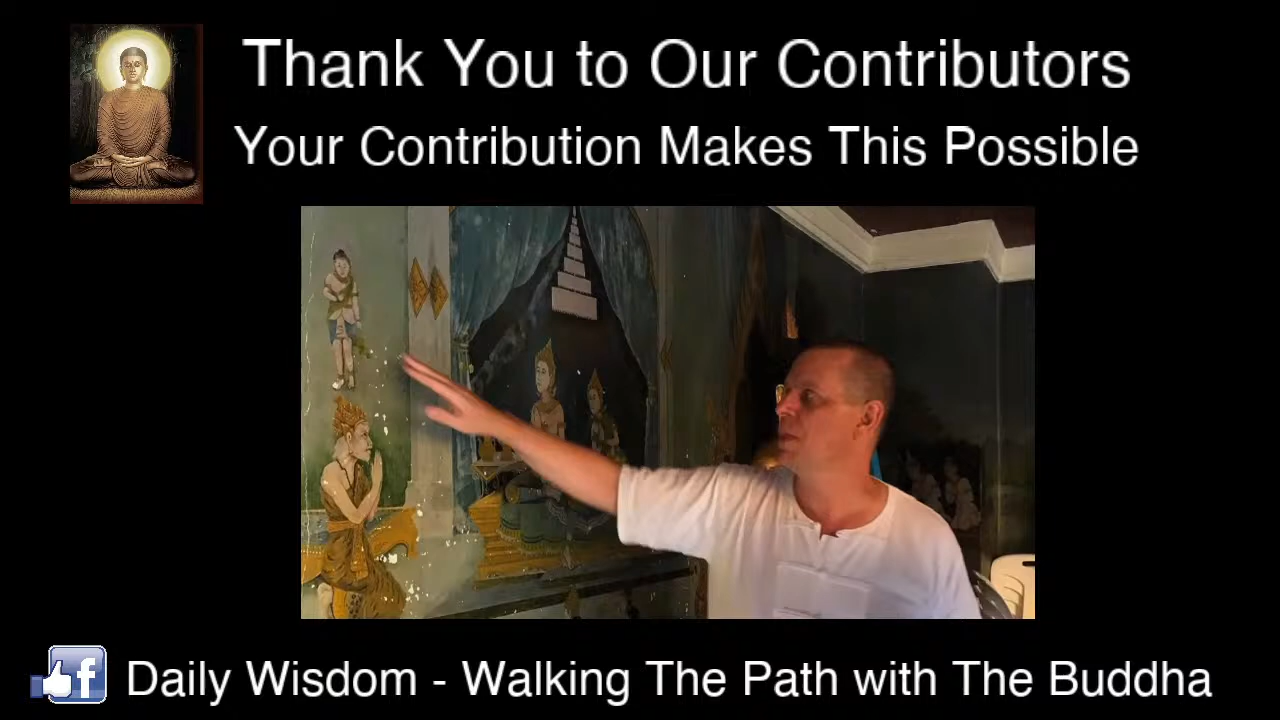 Thank You to Our Contributors
Your Contribution Makes This Possible
f
Daily Wisdom - Walking The Path with The Buddha